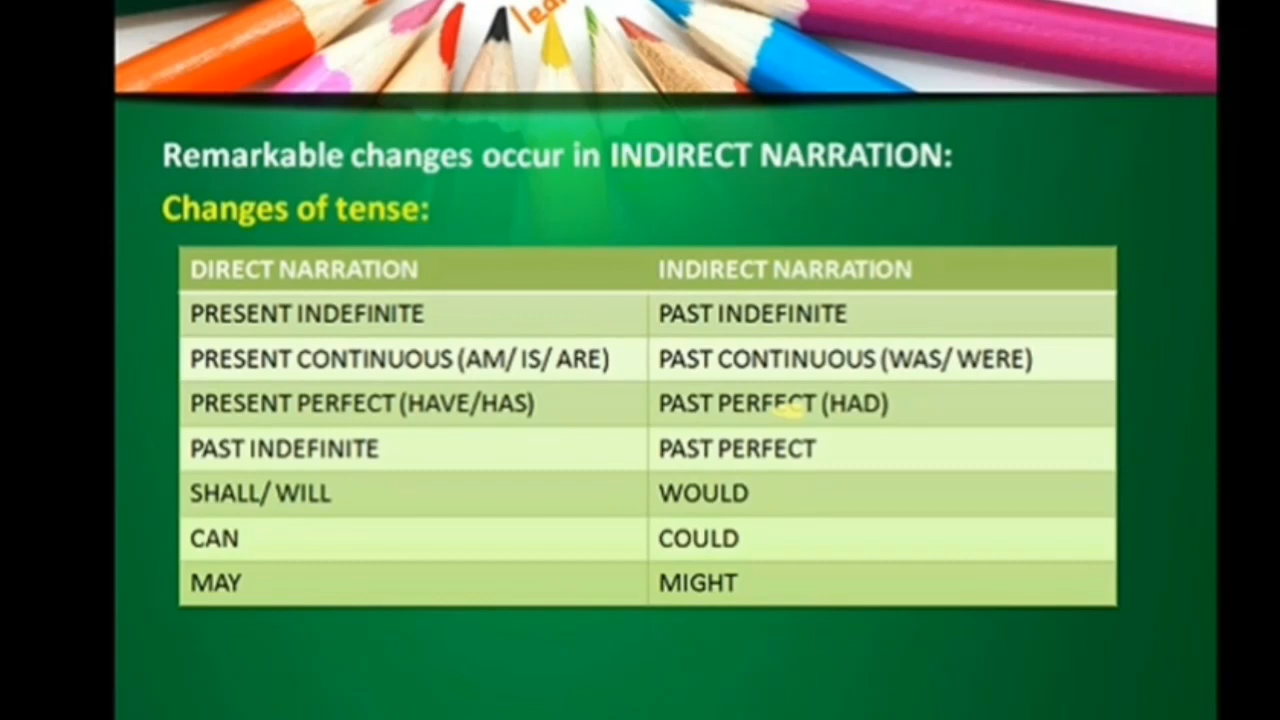 Remarkable changes occur in INDIRECT NARRATION:
Changes of tense:
DIRECT NARRATION INDIRECT NARRATION
PRESENT INDEFINITE PAST INDEFINITE
PRESENT CONTINUOUS (AM/ IS/ ARE) PAST CONTINUOUS (WAS/ WERE)
PRESENT PERFECT (HAVE/HAS) PAST PERFECT (HAD)
PAST INDEFINITE PAST PERFECT
SHALL/ WILL WOULD
CAN COULD
MAY MIGHT